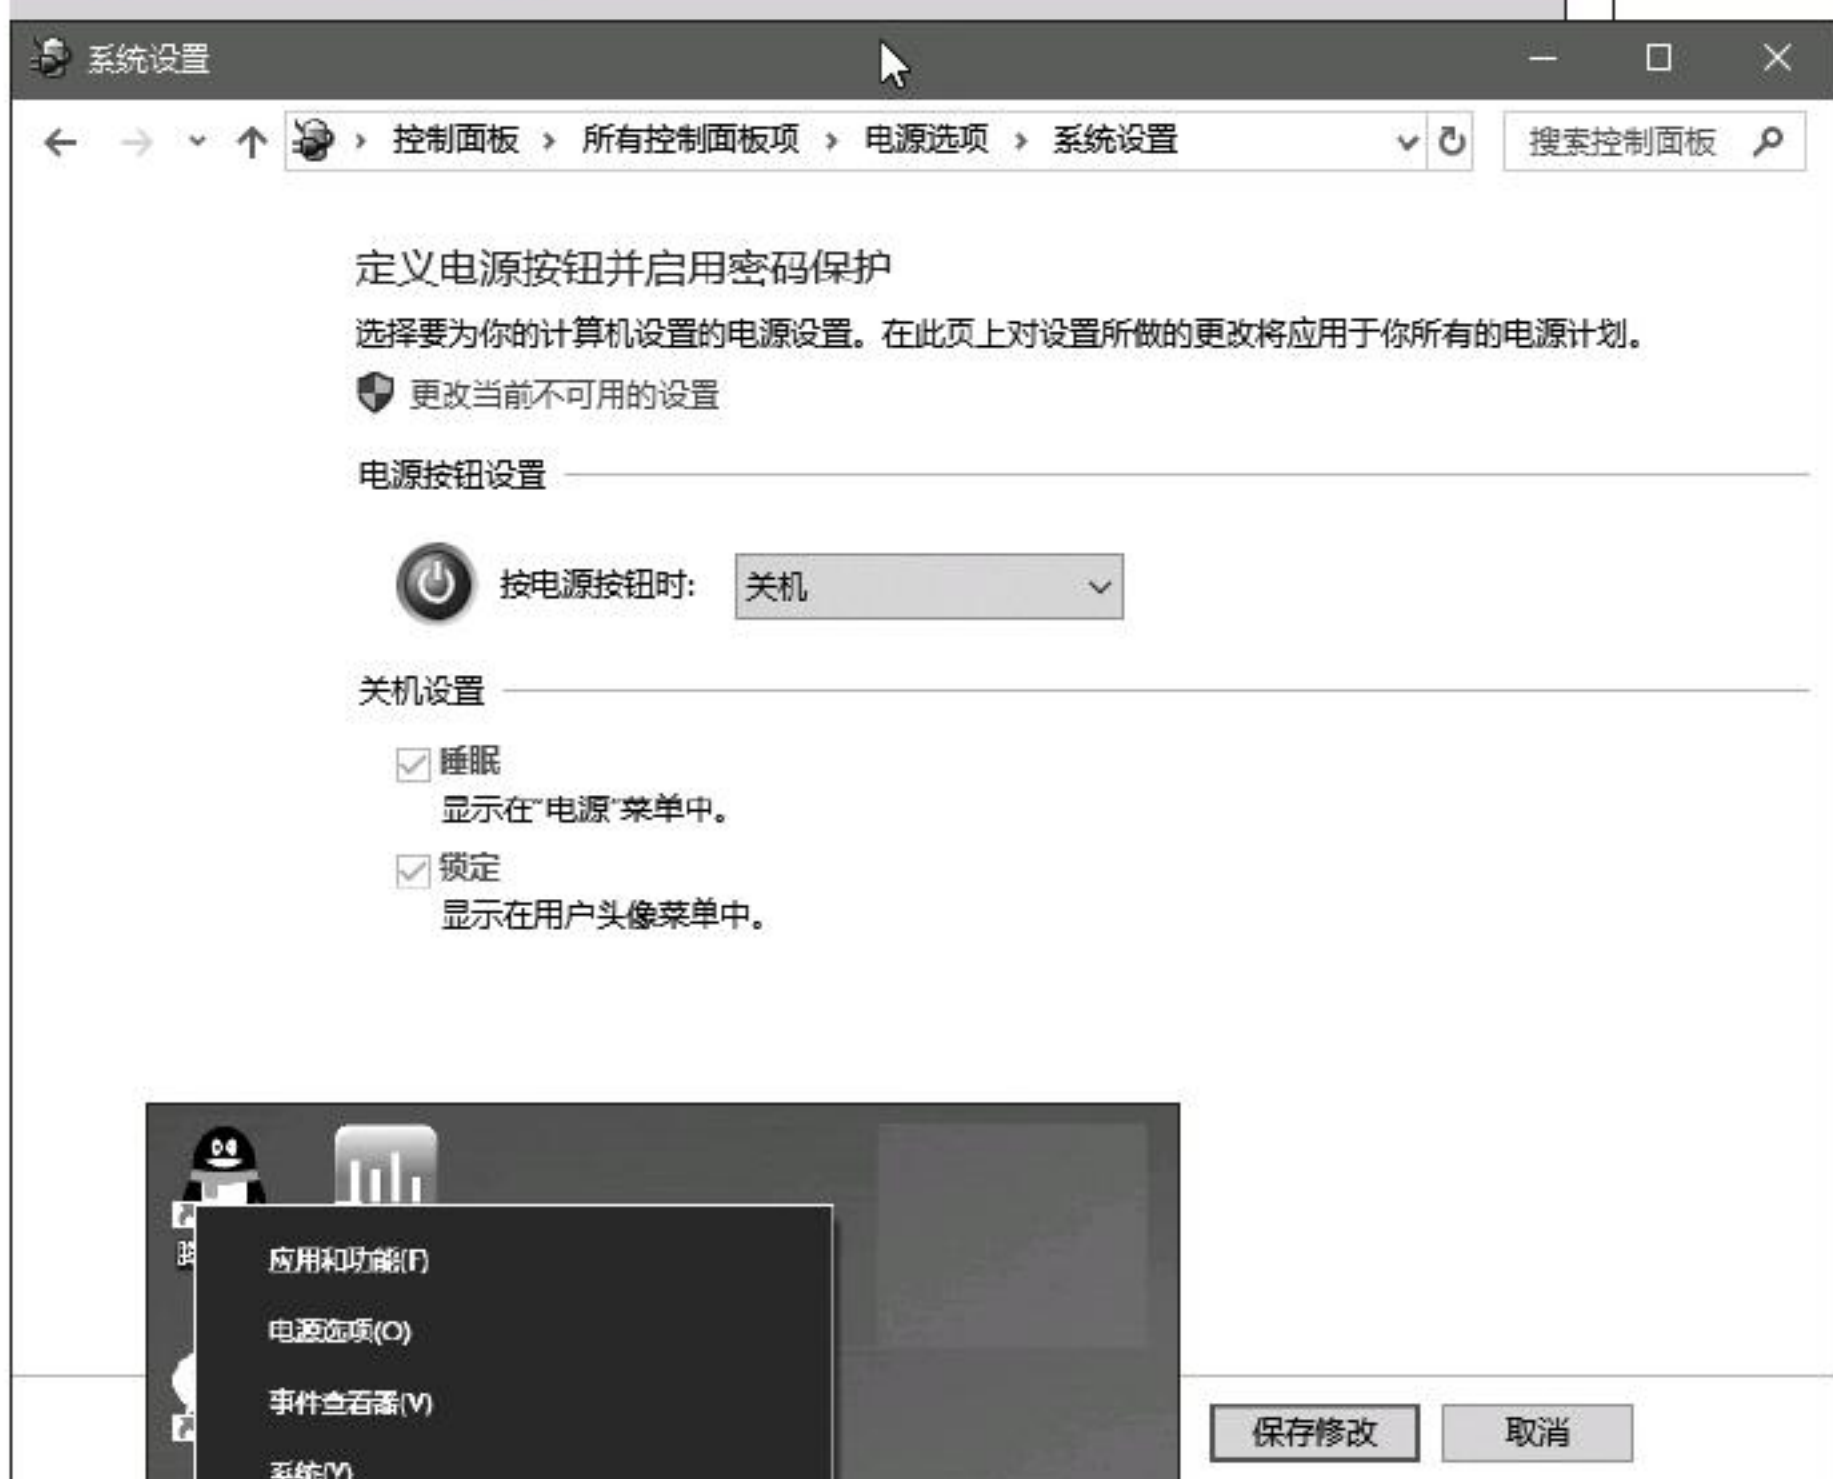 系统设置
控制面板 › 所有控制面板项 › 电源选项 › 系统设置
搜索控制面板
定义电源按钮并启用密码保护
选择要为你的计算机设置的电源设置。在此页上对设置所做的更改将应用于你所有的电源计划。
更改当前不可用的设置
电源按钮设置
按电源按钮时:
关机
关机设置
睡眠
显示在"电源"菜单中。
锁定
显示在用户头像菜单中。
应用和功能(F)
电源选项(O)
事件查看器(V)
系统(Y)
保存修改
取消